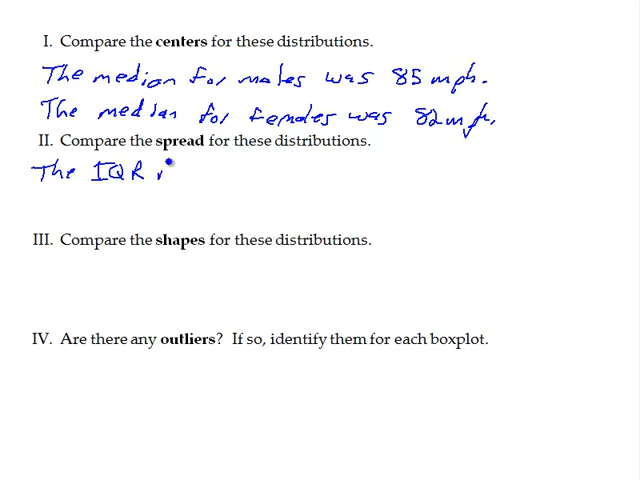 I. Compare the centers for these distributions.
The median for males was 85 mph.
The median for females was 82 mph.
II. Compare the spread for these distributions.
The IQR
III. Compare the shapes for these distributions.
IV. Are there any outliers? If so, identify them for each boxplot.